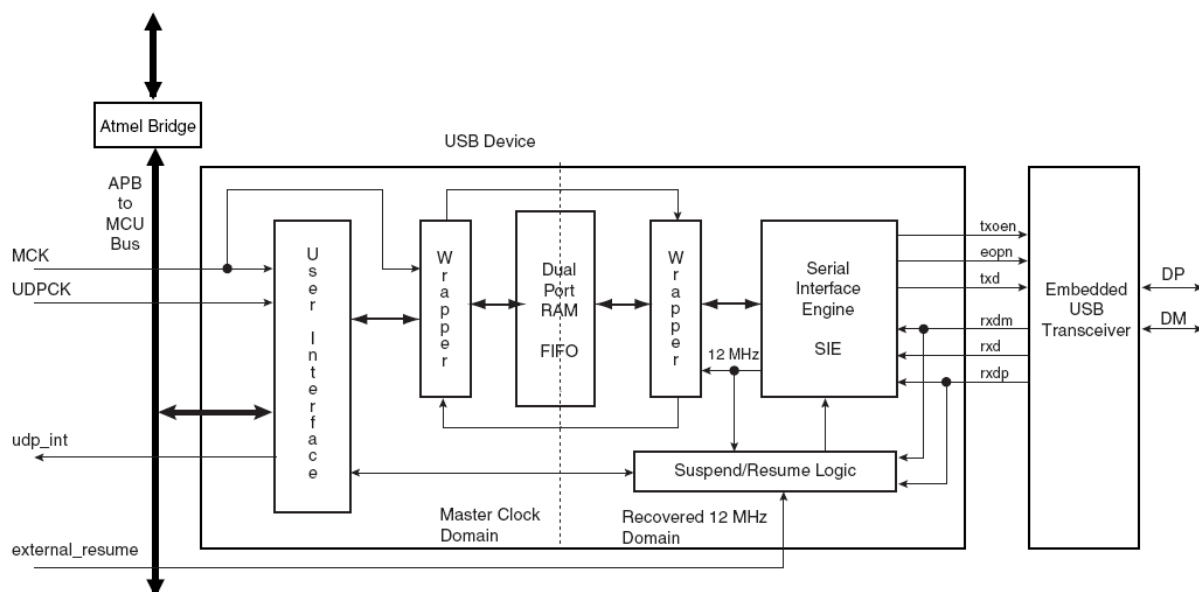 Atmel Bridge
USB Device
APB
to
MCU
Bus
MCK
UDPCK
udp_int
external_resume
User Interface
Wrapper
Dual
Port
RAM
FIFO
Wrapper
12 MHz
Serial
Interface
Engine
SIE
Suspend/Resume Logic
Master Clock
Domain
Recovered 12 MHz
Domain
txoen
eopn
txd
rxdm
rxd
rxdp
Embedded
USB
Transceiver
DP
DM